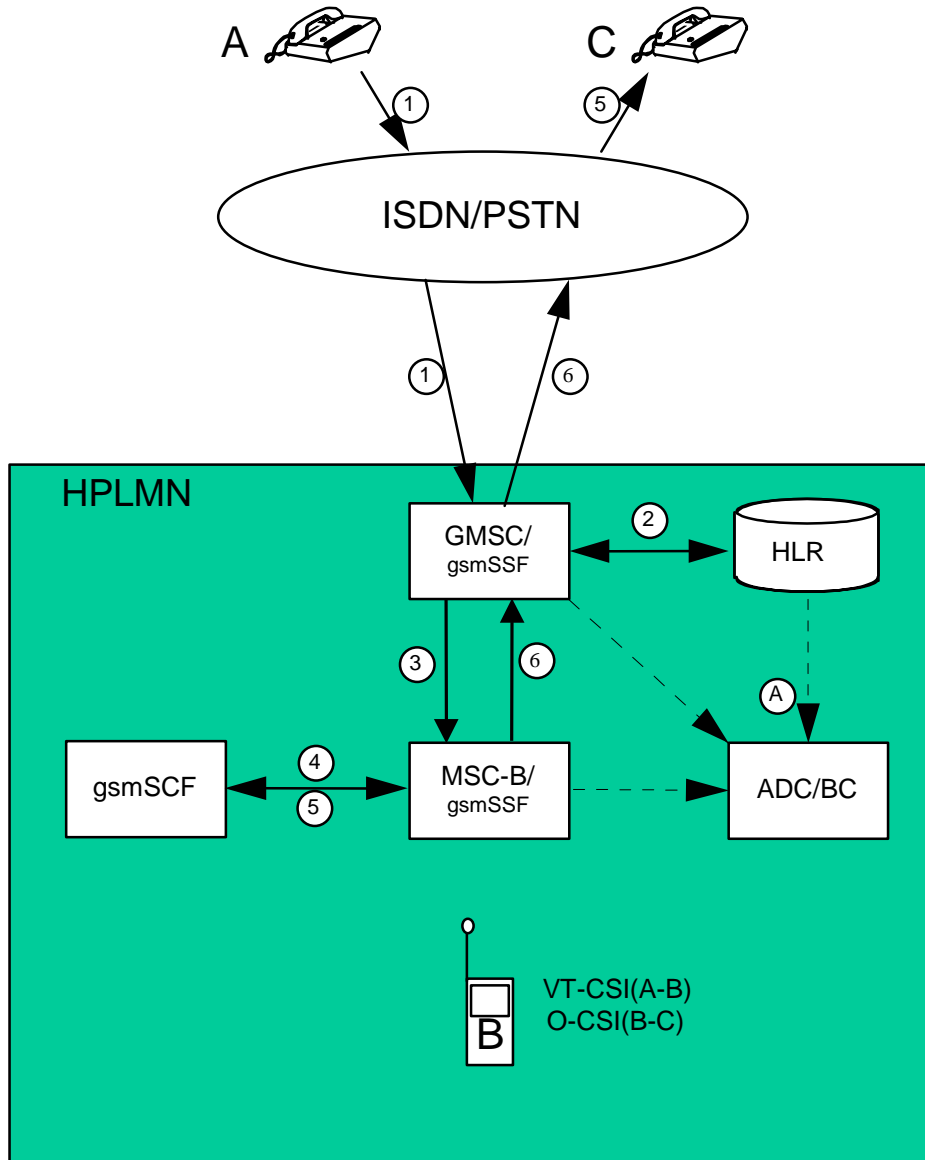 A
C
1
5
ISDN/PSTN
1
6
HPLMN
GMSC/
gsmSSF
2
HLR
3
6
A
gsmSCF
4
5
MSC-B/
gsmSSF
ADC/BC
B
VT-CSI(A-B)
O-CSI(B-C)